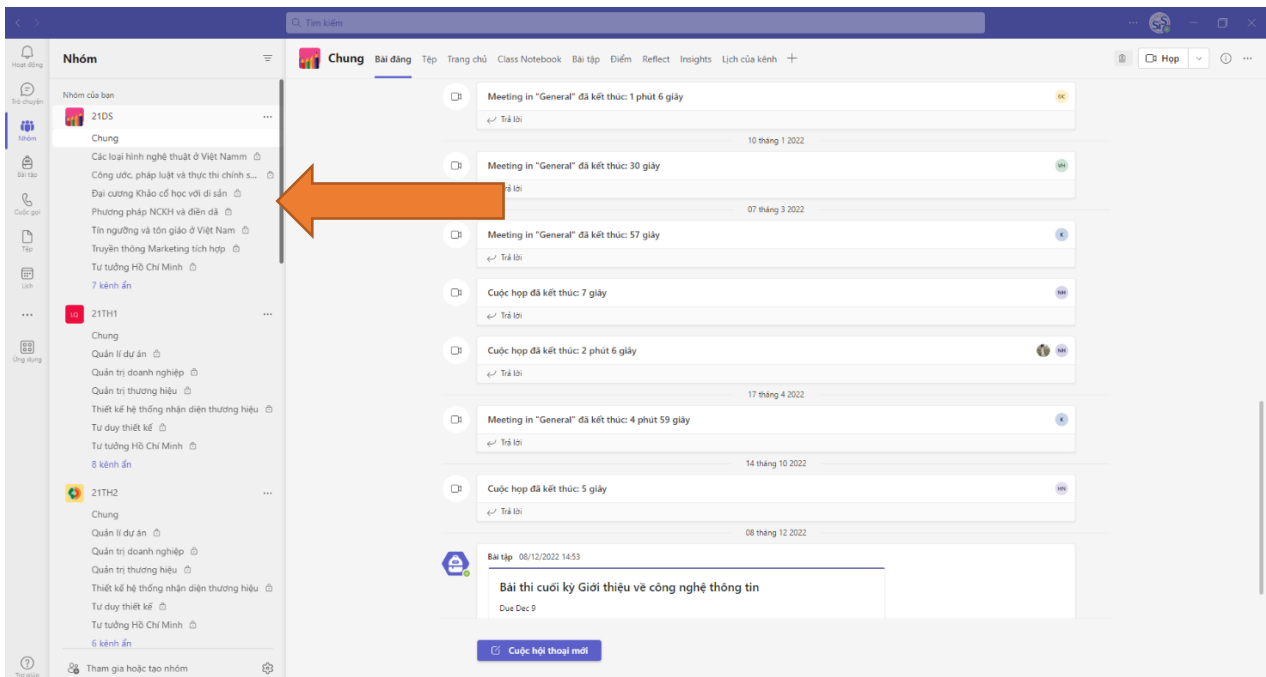 Tìm kiếm
Hoạt động
Trò chuyện
Nhóm
Bài tập
Cuộc gọi
Tệp
Lịch
Ứng dụng
Trợ giúp
Nhóm
Nhóm của bạn
21DS
Chung
Các loại hình nghệ thuật ở Việt Namm
Công ước, pháp luật và thực thi chính s...
Đại cương Khảo cổ học với di sản
Phương pháp NCKH và điền dã
Tín ngưỡng và tôn giáo ở Việt Nam
Truyền thông Marketing tích hợp
Tư tưởng Hồ Chí Minh
7 kênh ẩn
LQ 21TH1
Chung
Quản lí dự án
Quản trị doanh nghiệp
Quản trị thương hiệu
Thiết kế hệ thống nhận diện thương hiệu
Tư duy thiết kế
Tư tưởng Hồ Chí Minh
8 kênh ẩn
21TH2
Chung
Quản lí dự án
Quản trị doanh nghiệp
Quản trị thương hiệu
Thiết kế hệ thống nhận diện thương hiệu
Tư duy thiết kế
Tư tưởng Hồ Chí Minh
6 kênh ẩn
Tham gia hoặc tạo nhóm
Chung Bài đăng Tệp Trang chủ Class Notebook Bài tập Điểm Reflect Insights Lịch của kênh
Họp
Meeting in "General" đã kết thúc: 1 phút 6 giây
Trả lời
10 tháng 1 2022
Meeting in "General" đã kết thúc: 30 giây
VH
rả lời
07 tháng 3 2022
Meeting in "General" đã kết thúc: 57 giây
K
Trả lời
Cuộc họp đã kết thúc: 7 giây
NH
Trả lời
Cuộc họp đã kết thúc: 2 phút 6 giây
NH
Trả lời
17 tháng 4 2022
Meeting in "General" đã kết thúc: 4 phút 59 giây
K
Trả lời
14 tháng 10 2022
Cuộc họp đã kết thúc: 5 giây
HN
Trả lời
08 tháng 12 2022
Bài tập 08/12/2022 14:53
Bài thi cuối kỳ Giới thiệu về công nghệ thông tin
Due Dec 9
Cuộc hội thoại mới